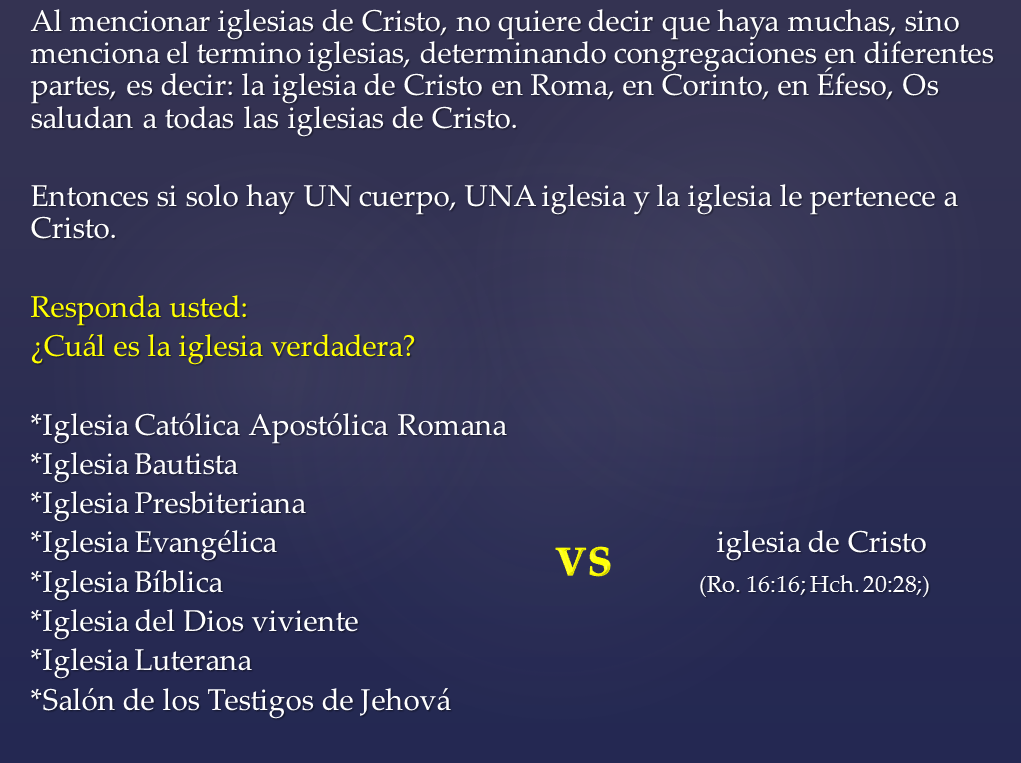 Al mencionar iglesias de Cristo, no quiere decir que haya muchas, sino
menciona el termino iglesias, determinando congregaciones en diferentes
partes, es decir: la iglesia de Cristo en Roma, en Corinto, en Éfeso, Os
saludan a todas las iglesias de Cristo.
Entonces si solo hay UN cuerpo, UNA iglesia y la iglesia le pertenece a
Cristo.
Responda usted:
¿Cuál es la iglesia verdadera?
*Iglesia Católica Apostólica Romana
*Iglesia Bautista
*Iglesia Presbiteriana
*Iglesia Evangélica
*Iglesia Bíblica
*Iglesia del Dios viviente
*Iglesia Luterana
*Salón de los Testigos de Jehová
vs
iglesia de Cristo
(Ro. 16:16; Hch. 20:28;)